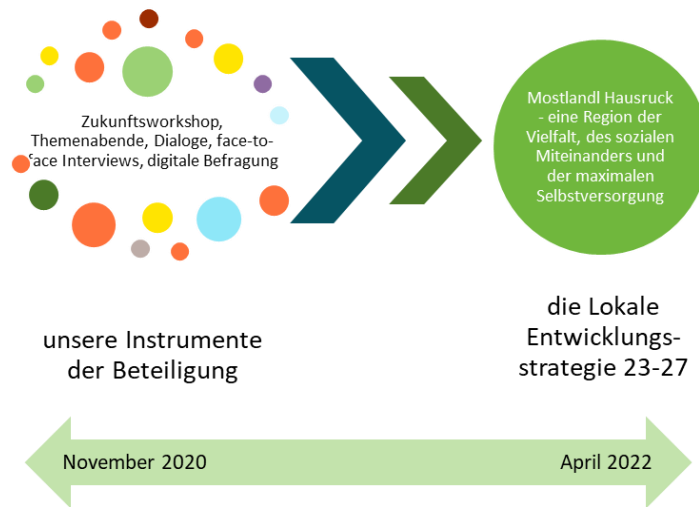 Zukunftsworkshop,
Themenabende, Dialoge, face-to-
face Interviews, digitale Befragung
Mostlandl Hausruck
- eine Region der
Vielfalt, des sozialen
Miteinanders und
der maximalen
Selbstversorgung
unsere Instrumente
der Beteiligung
die Lokale
Entwicklungs-
strategie 23-27
November 2020
April 2022